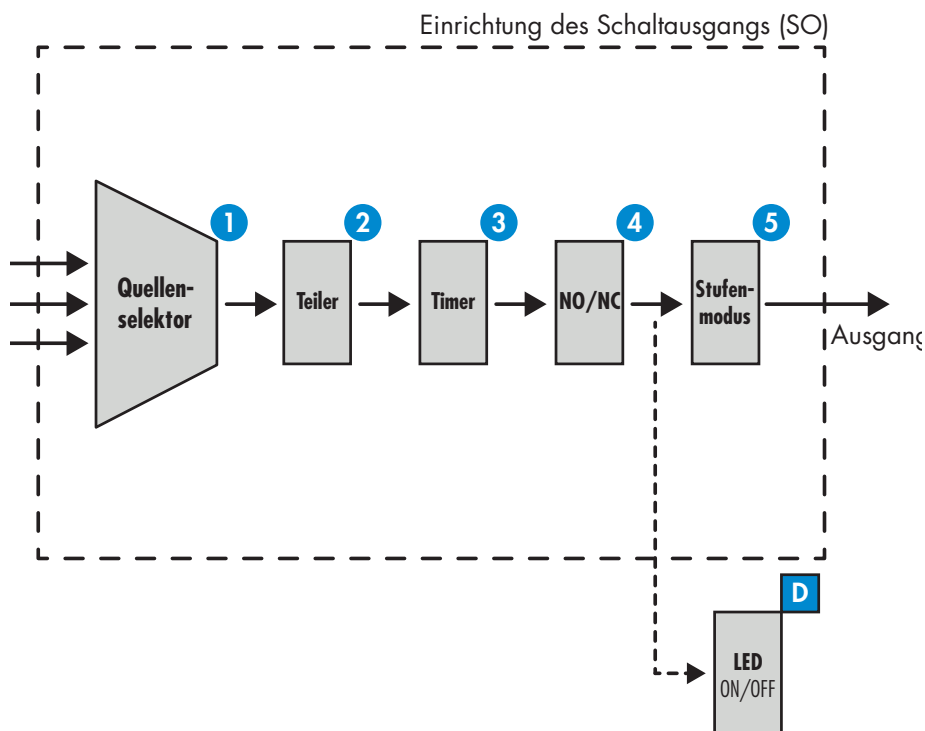 Einrichtung des Schaltausgangs (SO)
1
2
3
4
5
Quellen-
selektor
Teiler
Timer
NO/NC
Stufen-
modus
Ausgang
D
LED
ON/OFF